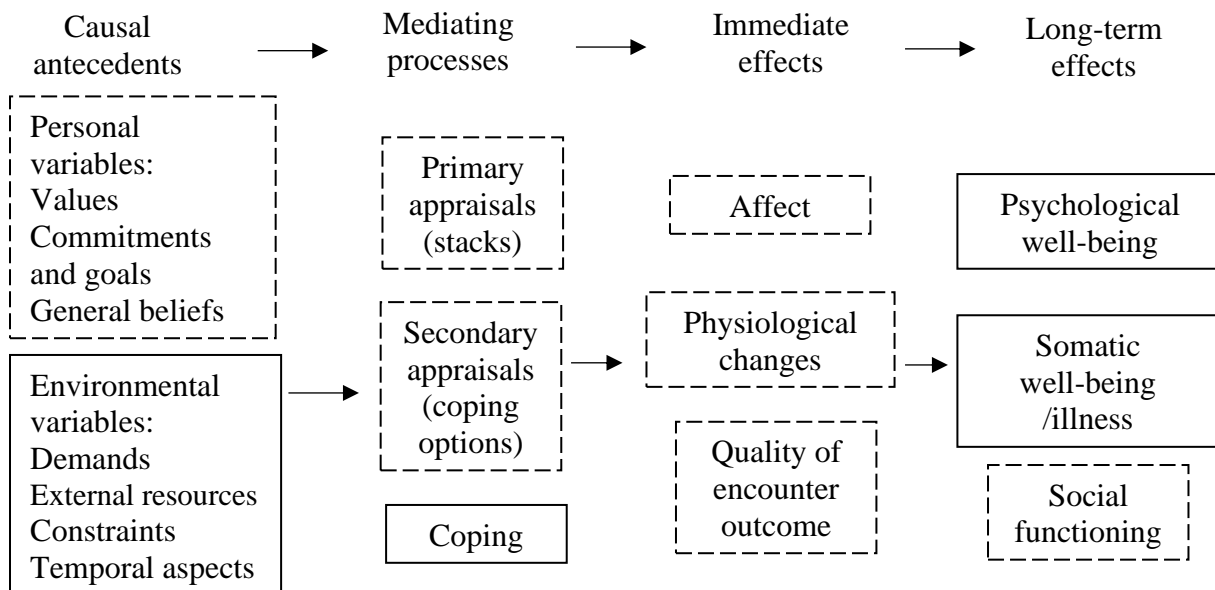 Causal
antecedents
Mediating
processes
Immediate
effects
Long-term
effects
Personal
variables:
Values
Commitments
and goals
General beliefs
Environmental
variables:
Demands
External resources
Constraints
Temporal aspects
Primary
appraisals
(stacks)
Secondary
appraisals
(coping
options)
Coping
Affect
Physiological
changes
Quality of
encounter
outcome
Psychological
well-being
Somatic
well-being
/illness
Social
functioning